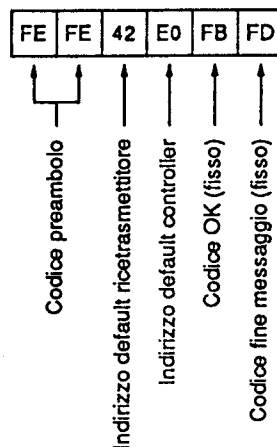 FE FE 42 E0 FB FD
Codice preambolo
Indirizzo default ricetrasmettitore
Indirizzo default controller
Codice OK (fisso)
Codice fine messaggio (fisso)